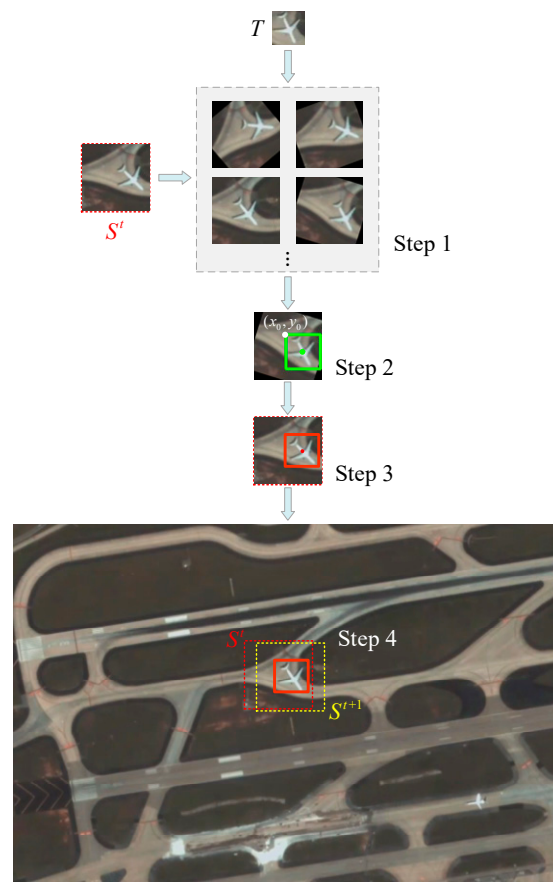 T
S^t
Step 1
⋮
(x_0, y_0)
Step 2
Step 3
Step 4
S^t
S^{t+1}